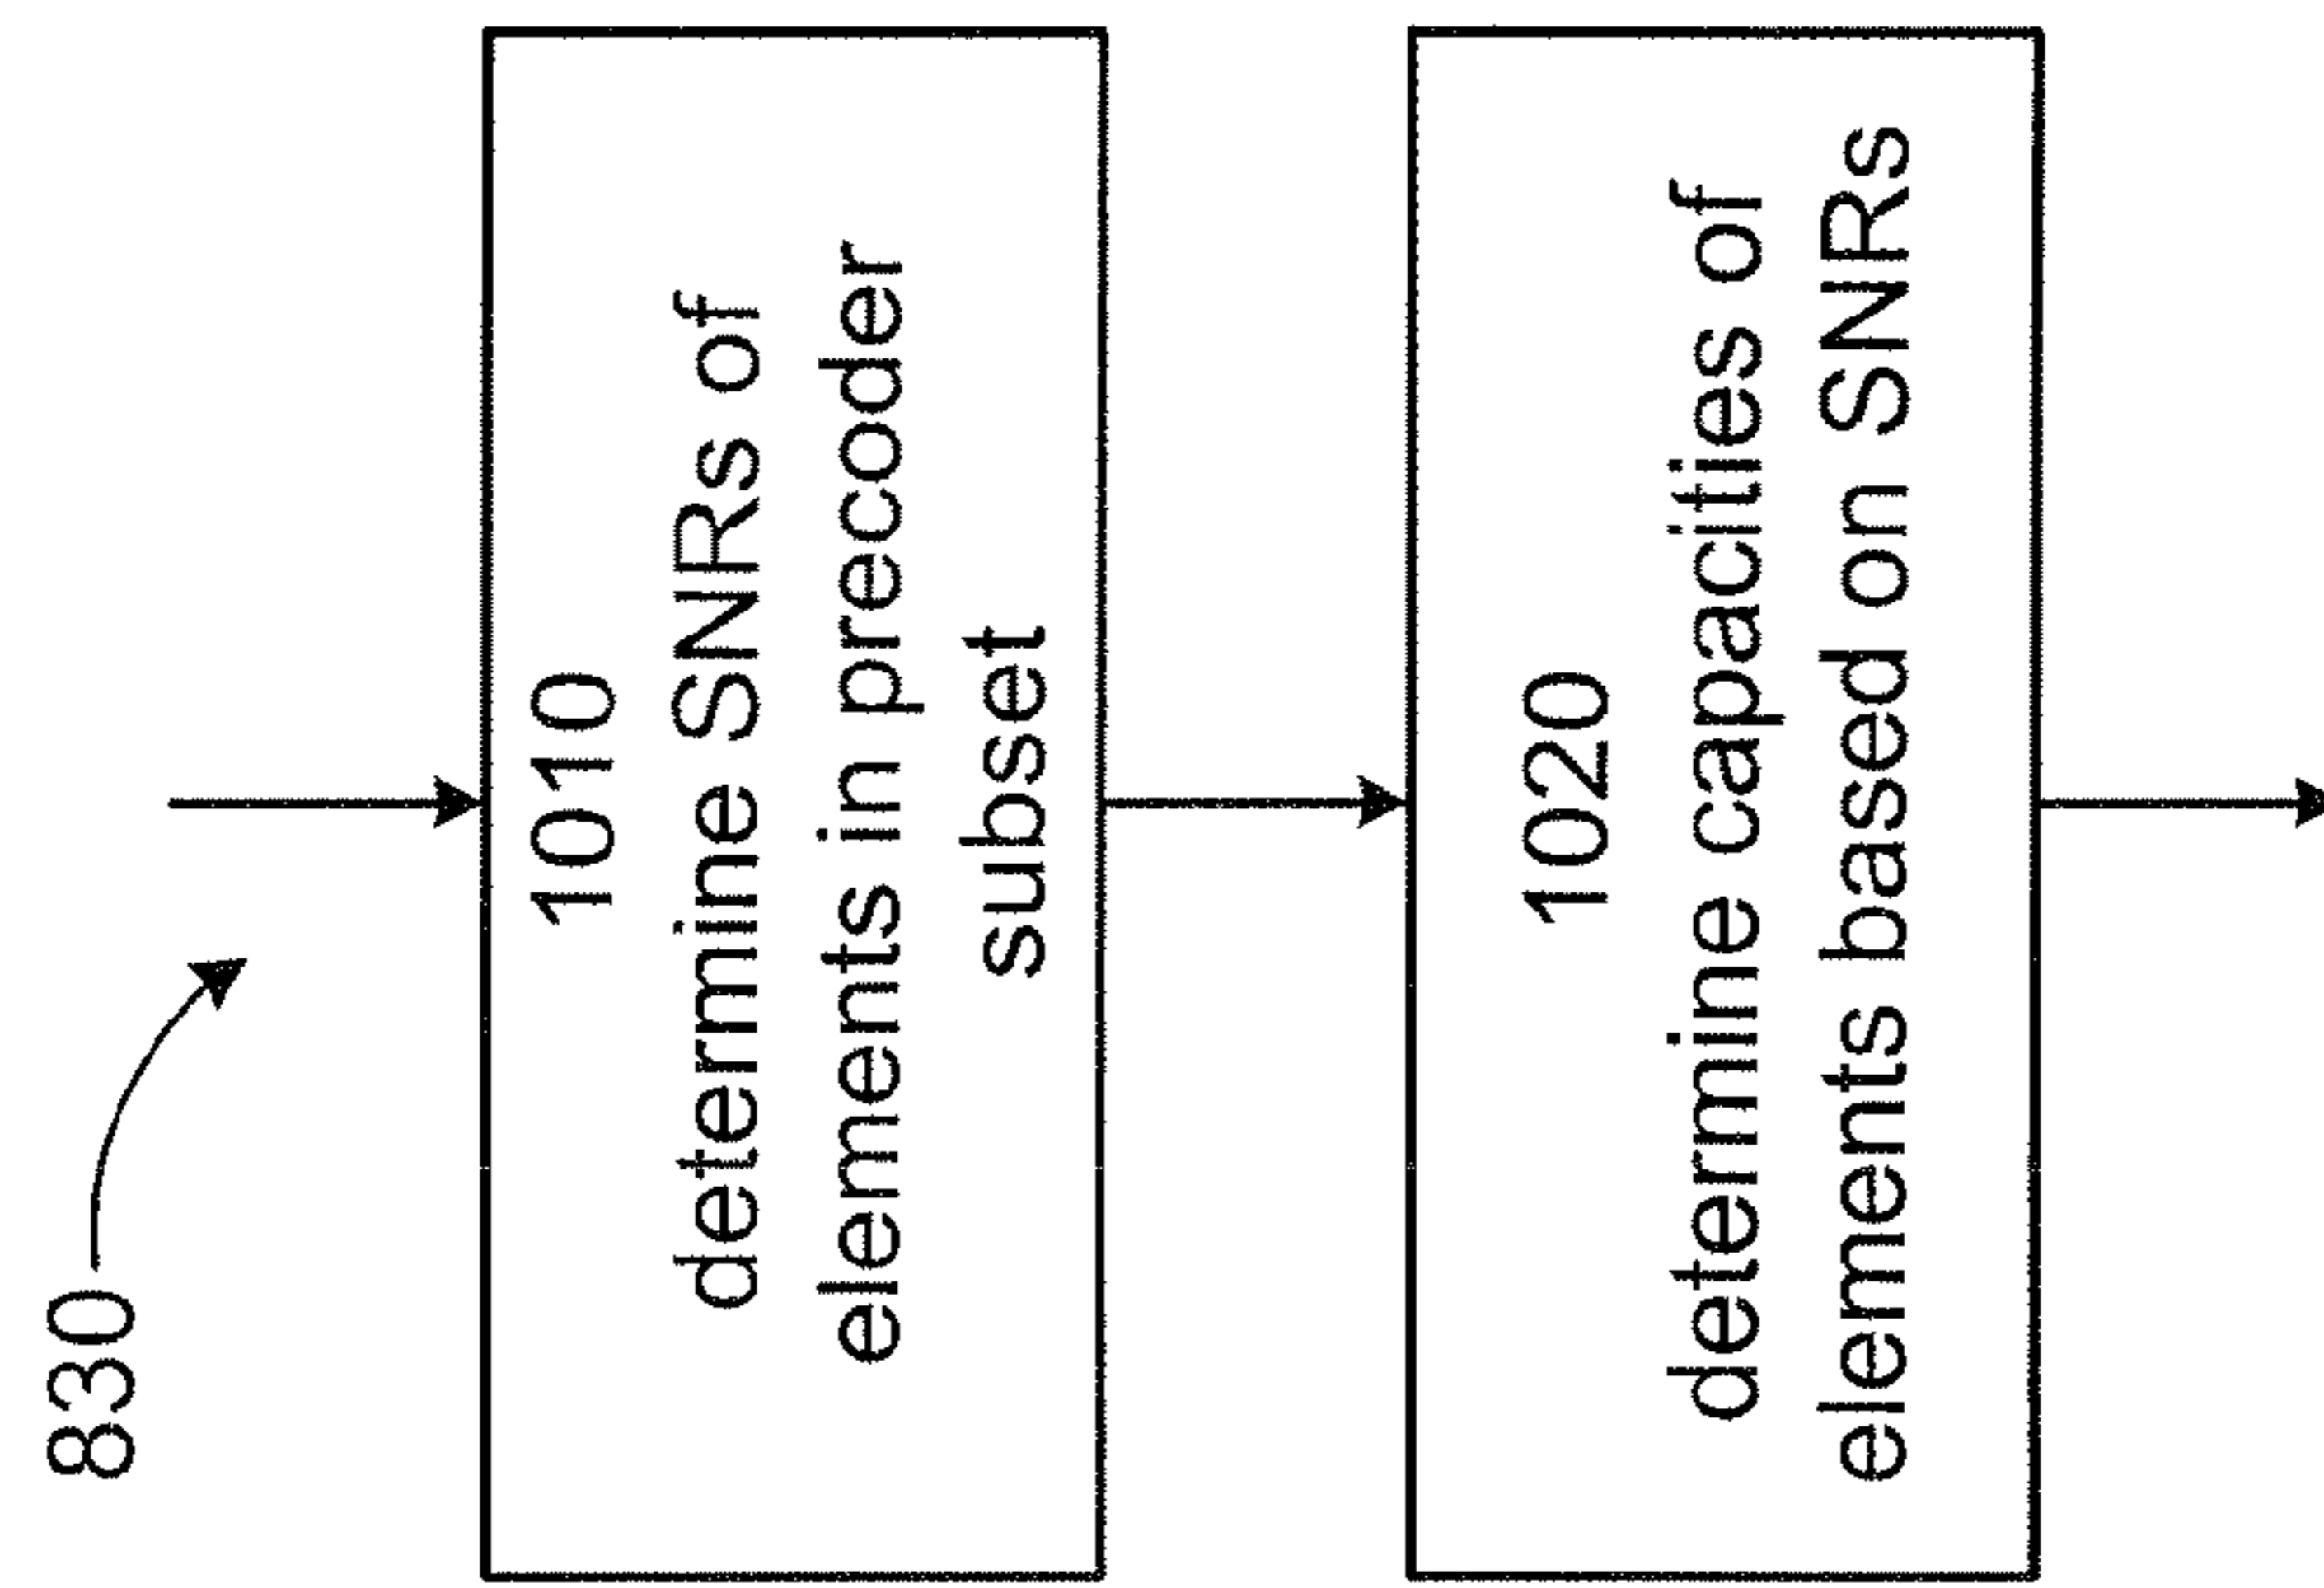 830
1010
determine SNRs of
elements in precoder
subset
1020
determine capacities of
elements based on SNRs